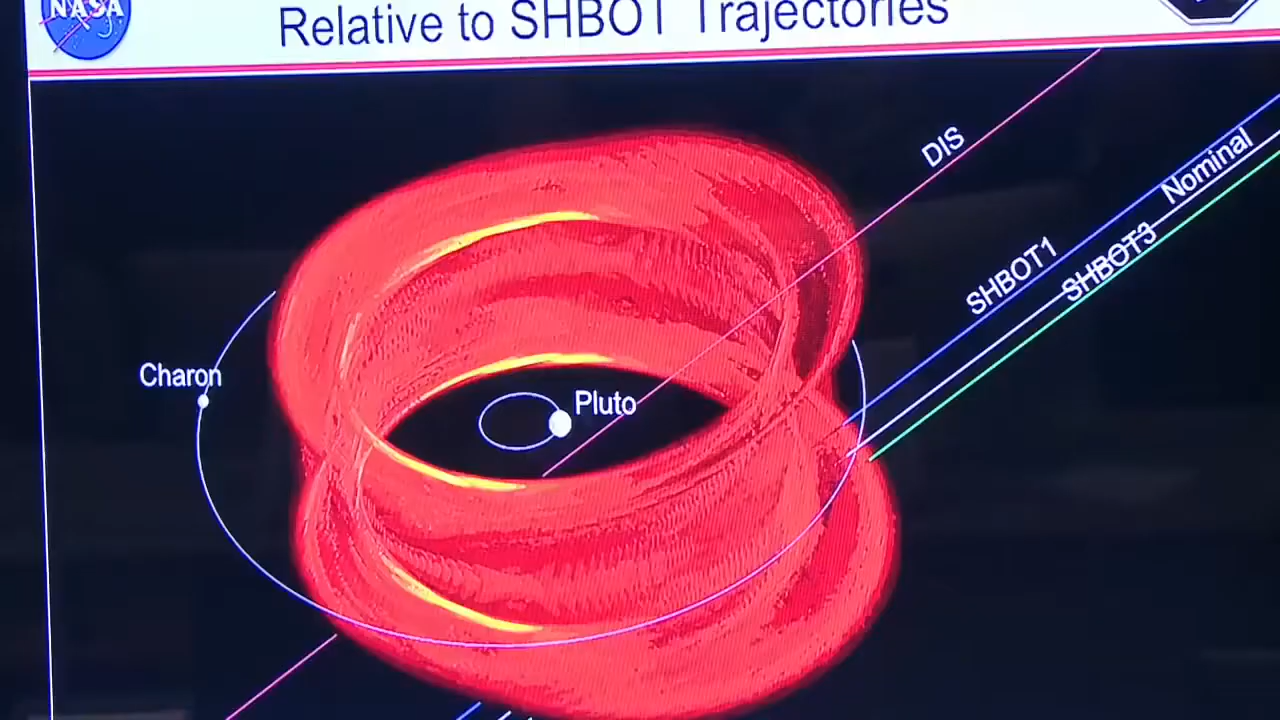 NASA
Relative to SHBOT Trajectories
DIS
Nominal
SHBOT1
SHBOT3
Charon
Pluto